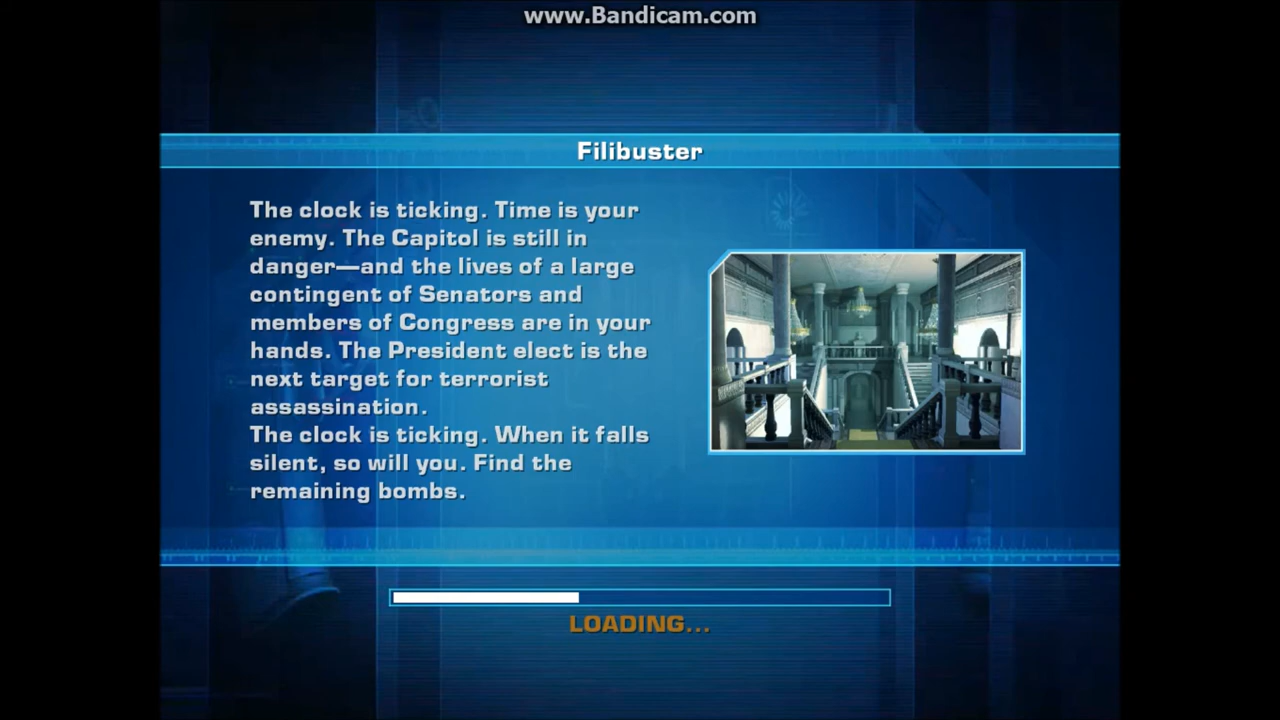 www.Bandicam.com
Filibuster
The clock is ticking. Time is your
enemy. The Capitol is still in
danger—and the lives of a large
contingent of Senators and
members of Congress are in your
hands. The President elect is the
next target for terrorist
assassination.
The clock is ticking. When it falls
silent, so will you. Find the
remaining bombs.
LOADING...